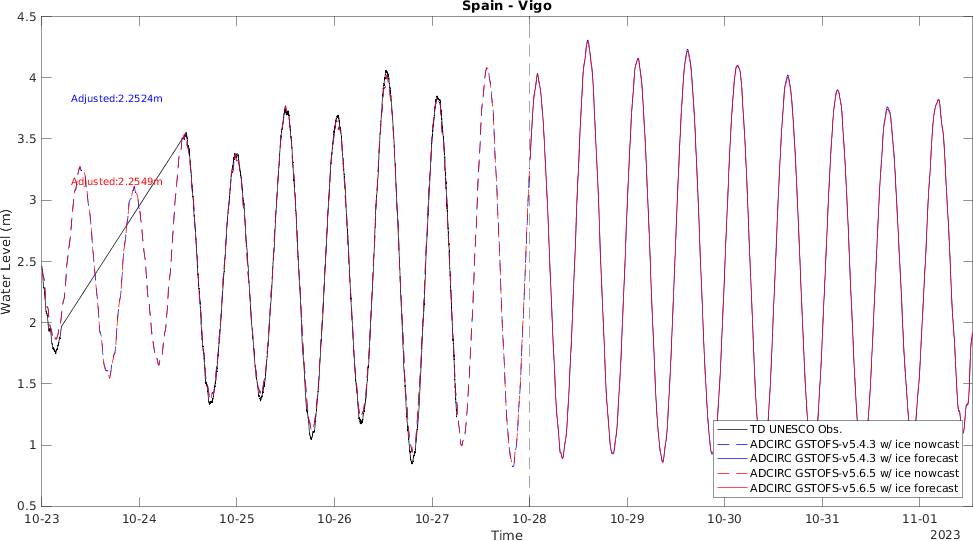 Spain - Vigo
4.5
4
3.5
3
2.5
2
1.5
1
0.5
Water Level (m)
Adjusted:2.2524m
Adjusted:2.2549m
TD UNESCO Obs.
ADCIRC GSTOFS-v5.4.3 w/ ice nowcast
ADCIRC GSTOFS-v5.4.3 w/ ice forecast
ADCIRC GSTOFS-v5.6.5 w/ ice nowcast
ADCIRC GSTOFS-v5.6.5 w/ ice forecast
10-23 10-24 10-25 10-26 10-27 10-28 10-29 10-30 10-31 11-01
Time
2023